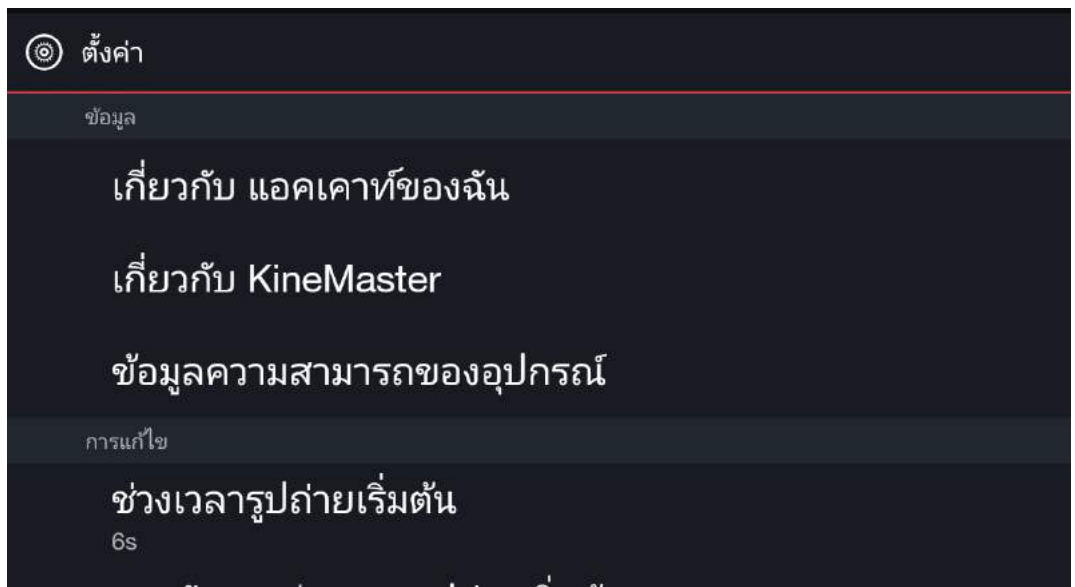 ตั้งค่า
ข้อมูล
เกี่ยวกับ แอคเคาท์ของฉัน
เกี่ยวกับ KineMaster
ข้อมูลความสามารถของอุปกรณ์
การแก้ไข
ช่วงเวลารูปถ่ายเริ่มต้น
6s